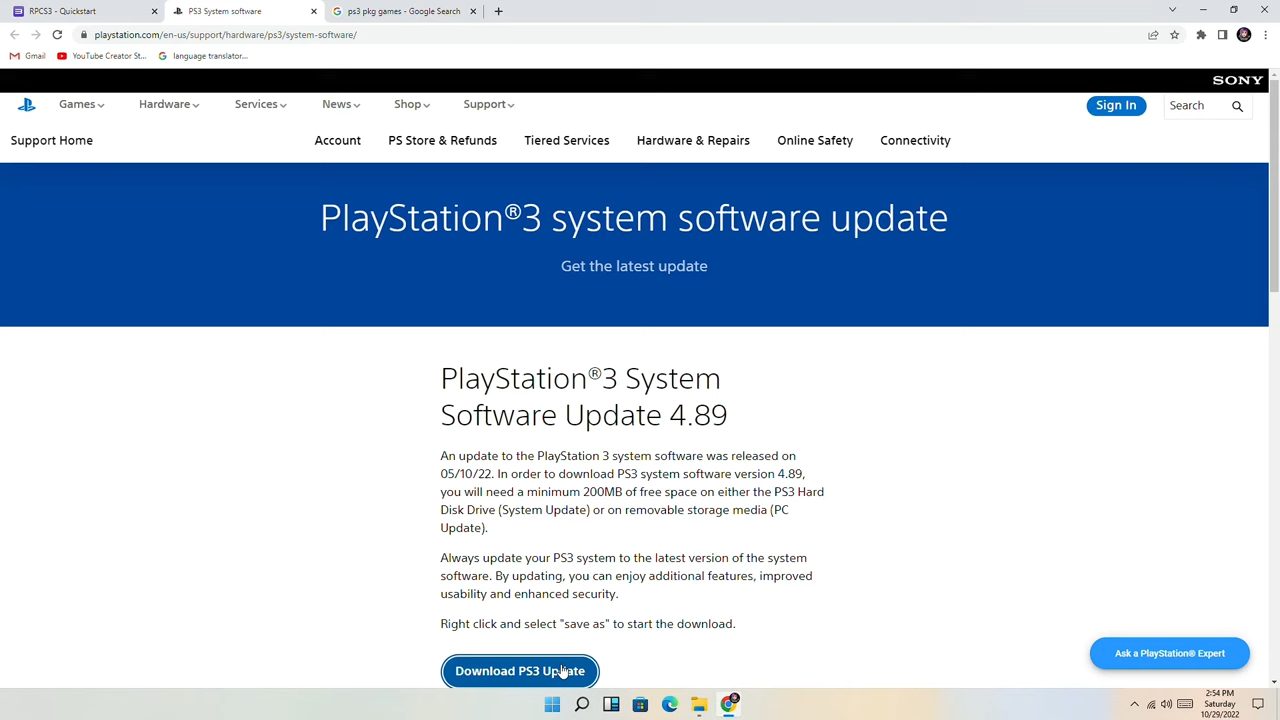 RPCS3 - Quickstart
PS3 System software
ps3 pkg games - Google Search
playstation.com/en-us/support/hardware/ps3/system-software/
Gmail
YouTube Creator St...
language translator...
SONY
Games
Hardware
Services
News
Shop
Support
Sign In
Search
Support Home
Account
PS Store & Refunds
Tiered Services
Hardware & Repairs
Online Safety
Connectivity
PlayStation®3 system software update
Get the latest update
PlayStation®3 System
Software Update 4.89
An update to the PlayStation 3 system software was released on
05/10/22. In order to download PS3 system software version 4.89,
you will need a minimum 200MB of free space on either the PS3 Hard
Disk Drive (System Update) or on removable storage media (PC
Update).
Always update your PS3 system to the latest version of the system
software. By updating, you can enjoy additional features, improved
usability and enhanced security.
Right click and select "save as" to start the download.
Download PS3 Update
Ask a PlayStation® Expert
2:54 PM
Saturday
10/29/2022